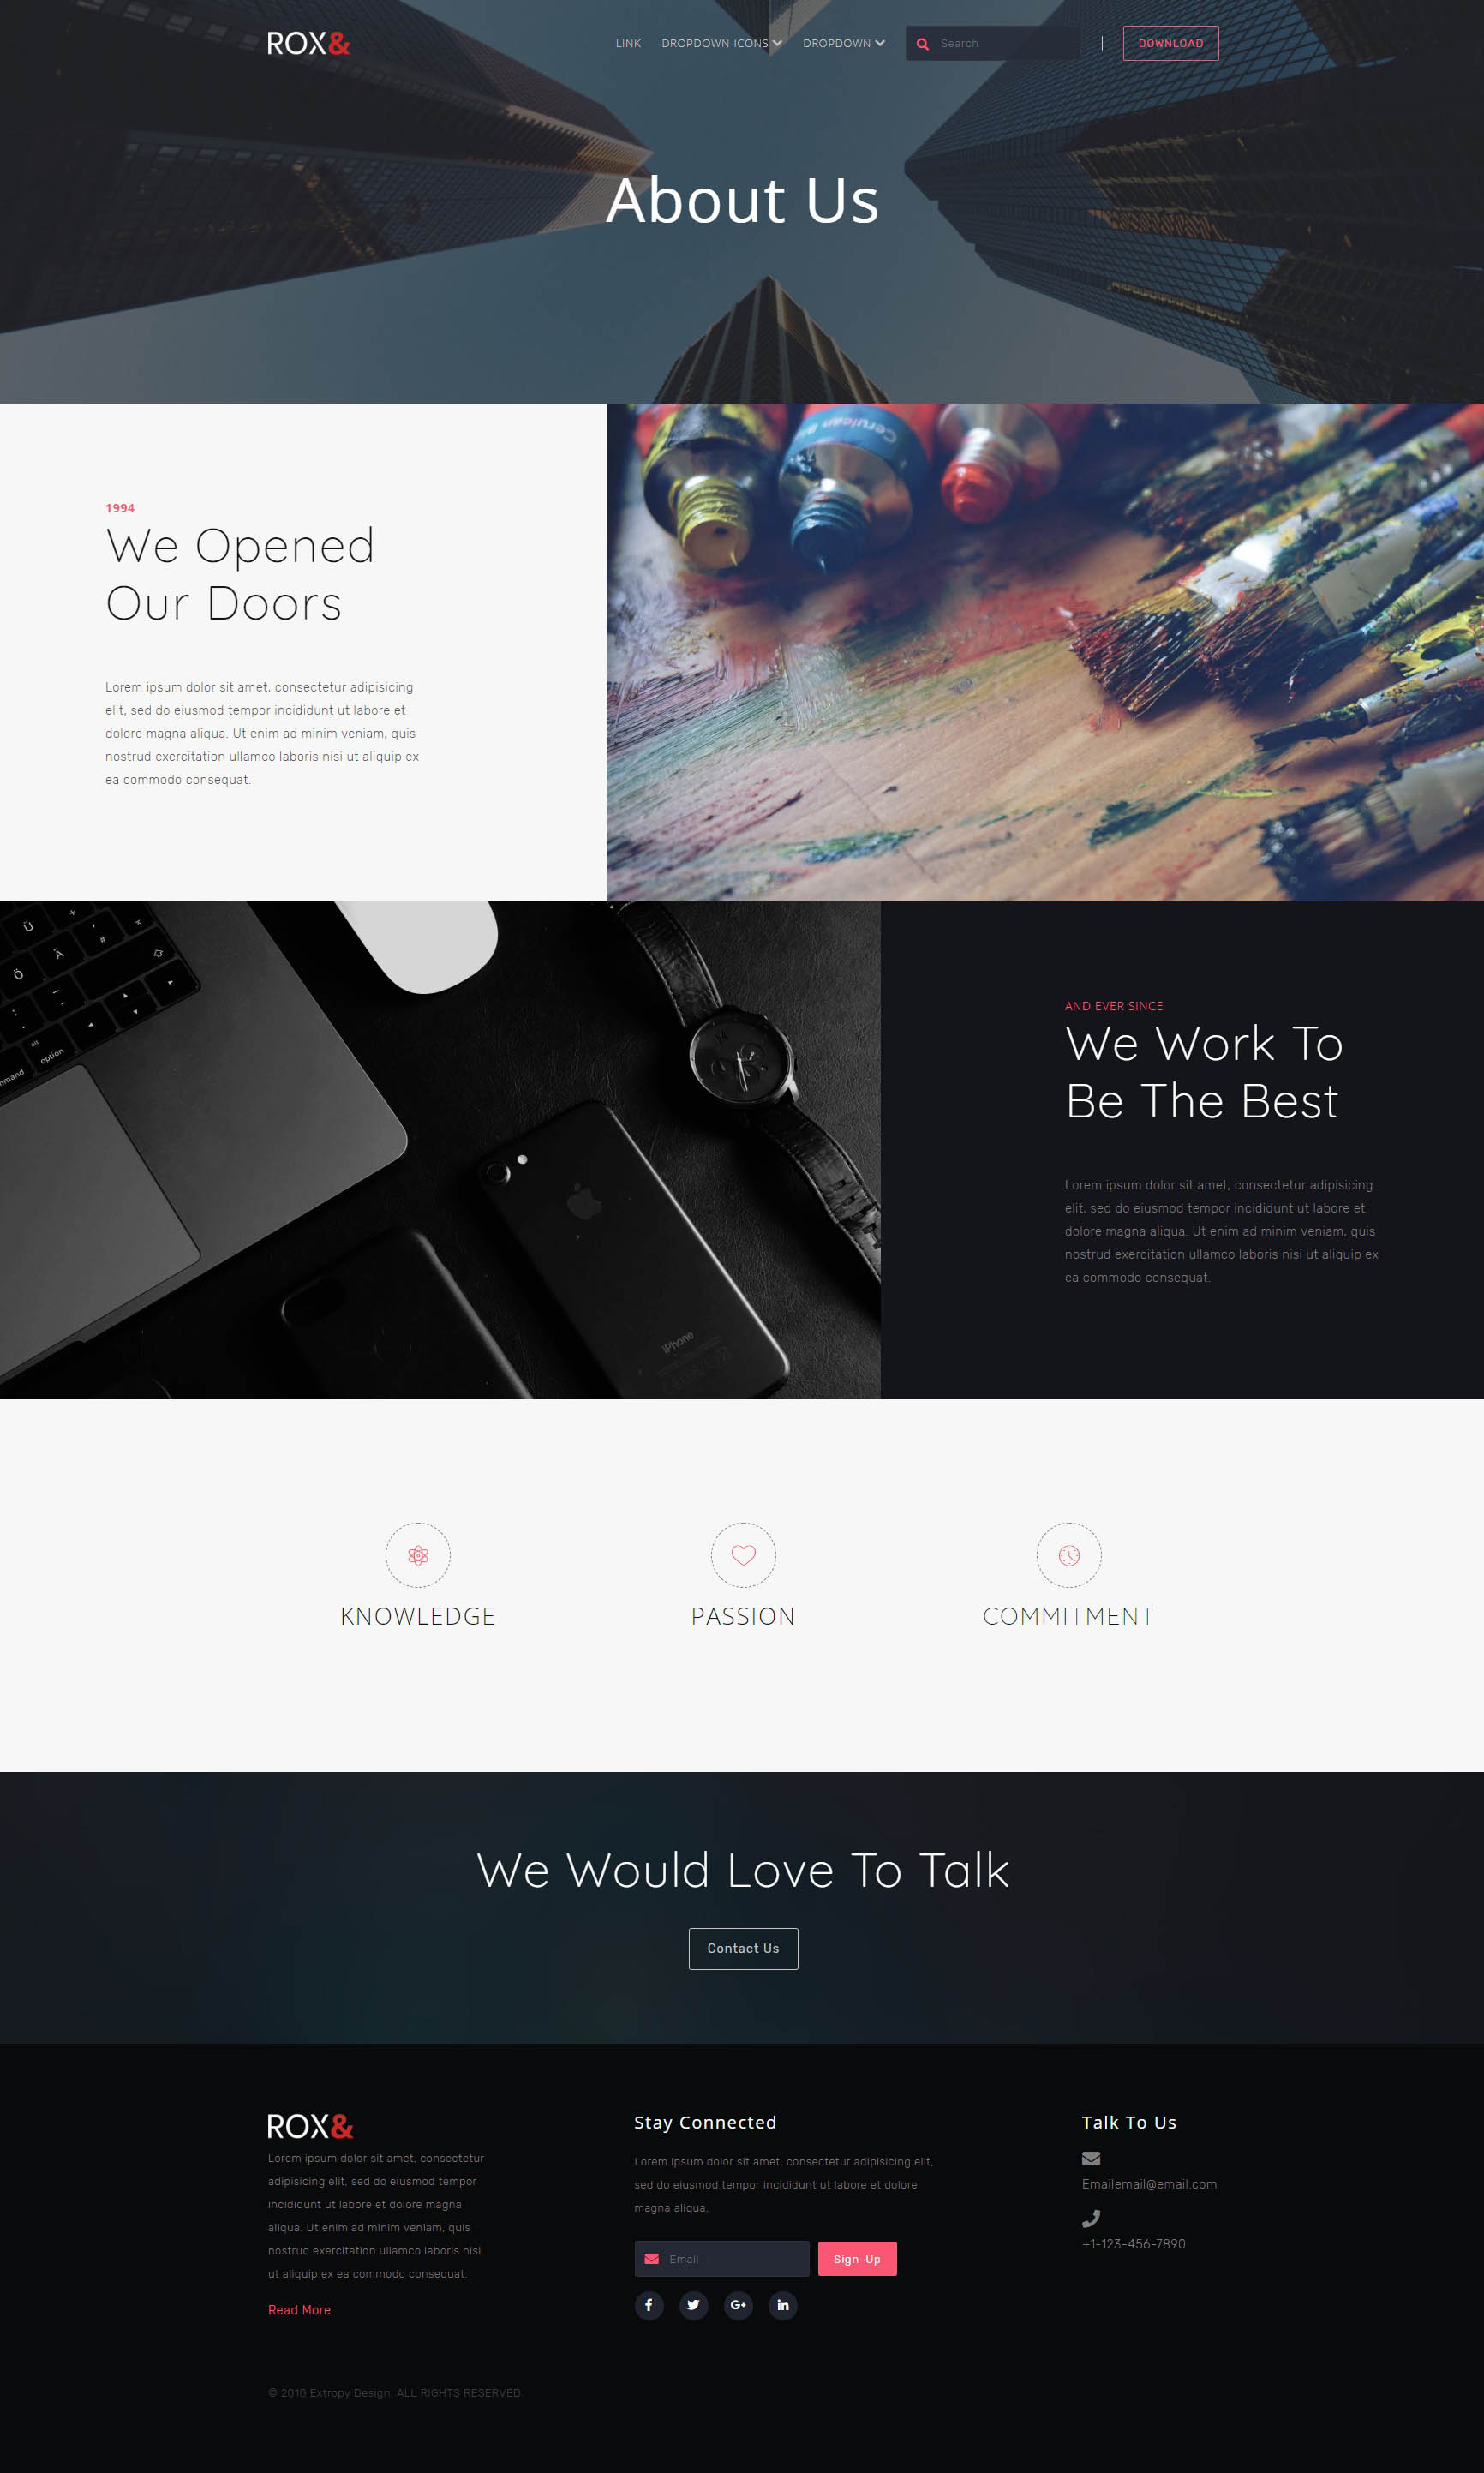 ROX&
LINK
DROPDOWN ICONS
DROPDOWN
Search
DOWNLOAD
About Us
Cerulean
1994
We Opened
Our Doors
Lorem ipsum dolor sit amet, consectetur adipisicing
elit, sed do eiusmod tempor incididunt ut labore et
dolore magna aliqua. Ut enim ad minim veniam, quis
nostrud exercitation ullamco laboris nisi ut aliquip ex
ea commodo consequat.
Ü
Ö
Ä
#
alt
option
iPhone
AND EVER SINCE
We Work To
Be The Best
Lorem ipsum dolor sit amet, consectetur adipisicing
elit, sed do eiusmod tempor incididunt ut labore et
dolore magna aliqua. Ut enim ad minim veniam, quis
nostrud exercitation ullamco laboris nisi ut aliquip ex
ea commodo consequat.
KNOWLEDGE
PASSION
COMMITMENT
We Would Love To Talk
Contact Us
ROX&
Lorem ipsum dolor sit amet, consectetur
adipisicing elit, sed do eiusmod tempor
incididunt ut labore et dolore magna
aliqua. Ut enim ad minim veniam, quis
nostrud exercitation ullamco laboris nisi
ut aliquip ex ea commodo consequat.
Read More
Stay Connected
Lorem ipsum dolor sit amet, consectetur adipisicing elit,
sed do eiusmod tempor incididunt ut labore et dolore
magna aliqua.
Email
Sign-Up
Talk To Us
Emailemail@email.com
+1-123-456-7890
© 2018 Extropy Design. ALL RIGHTS RESERVED.